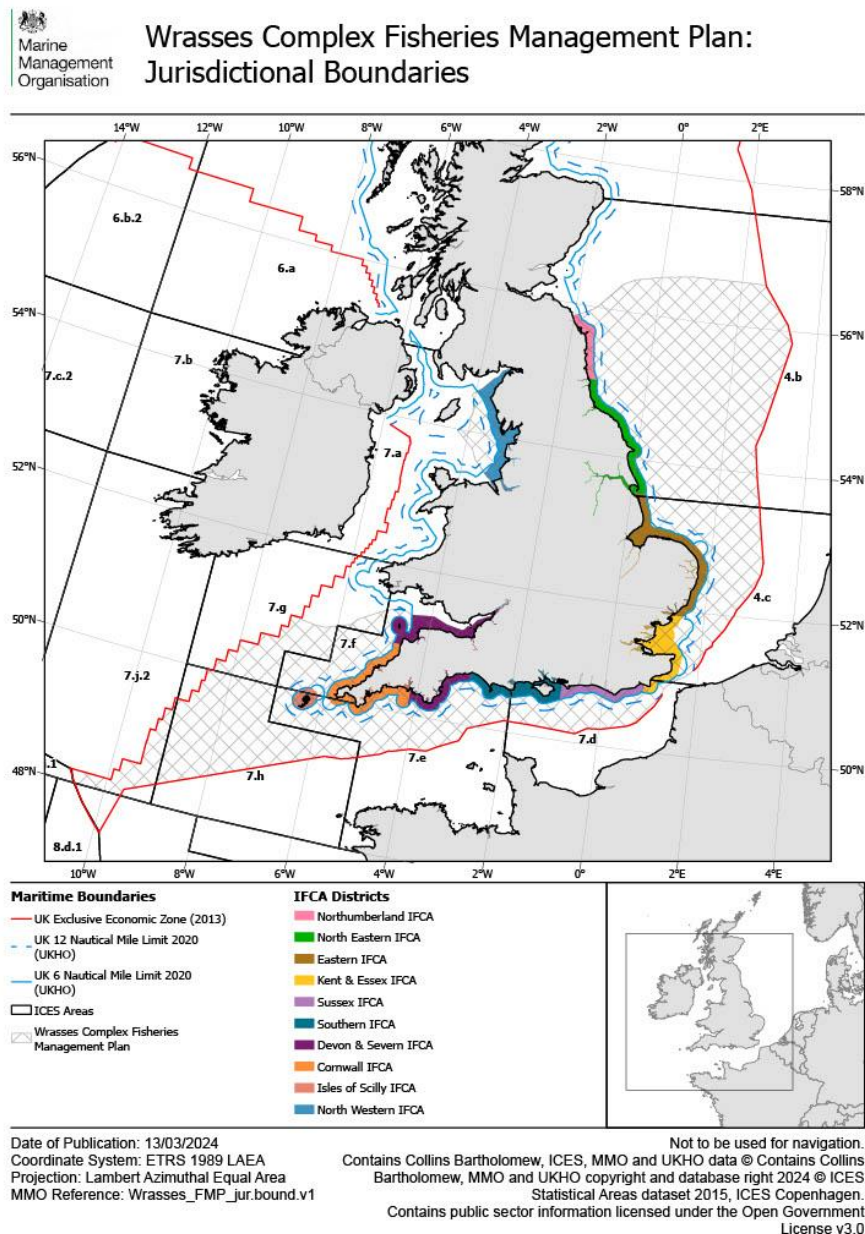 Marine
Management
Organisation
Wrasses Complex Fisheries Management Plan:
Jurisdictional Boundaries
14°W 12°W 10°W 8°W 6°W 4°W 2°W 0° 2°E
56°N
58°N
6.b.2
6.a
54°N
56°N
7.b
7.c.2
4.b
52°N
7.a
54°N
7.g
4.c
50°N
52°N
7.f
7.j.2
48°N
7.d
50°N
.1
7.e
7.h
8.d.1
10°W 8°W 6°W 4°W 2°W 0° 2°E 4°E
Maritime Boundaries
UK Exclusive Economic Zone (2013)
UK 12 Nautical Mile Limit 2020
(UKHO)
UK 6 Nautical Mile Limit 2020
(UKHO)
ICES Areas
Wrasses Complex Fisheries
Management Plan
IFCA Districts
Northumberland IFCA
North Eastern IFCA
Eastern IFCA
Kent & Essex IFCA
Sussex IFCA
Southern IFCA
Devon & Severn IFCA
Cornwall IFCA
Isles of Scilly IFCA
North Western IFCA
Date of Publication: 13/03/2024
Coordinate System: ETRS 1989 LAEA
Projection: Lambert Azimuthal Equal Area
MMO Reference: Wrasses_FMP_jur.bound.v1
Not to be used for navigation.
Contains Collins Bartholomew, ICES, MMO and UKHO data © Contains Collins
Bartholomew, MMO and UKHO copyright and database right 2024 © ICES
Statistical Areas dataset 2015, ICES Copenhagen.
Contains public sector information licensed under the Open Government
License v3.0